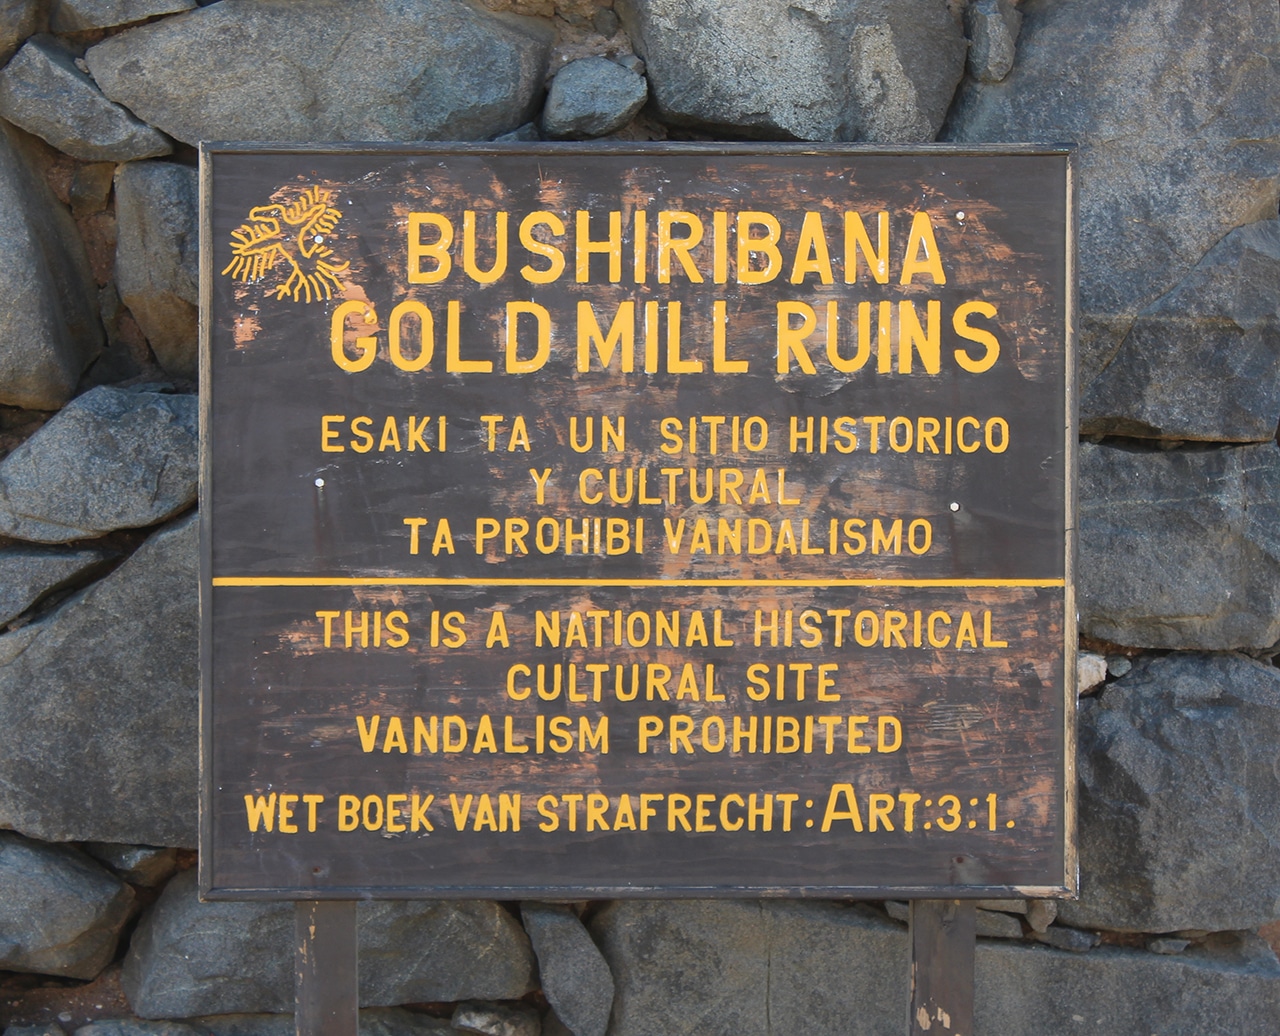 BUSHIRIBANA
GOLD MILL RUINS
ESAKI TA UN SITIO HISTORICO
Y CULTURAL
TA PROHIBI VANDALISMO
THIS IS A NATIONAL HISTORICAL
CULTURAL SITE
VANDALISM PROHIBITED
WET BOEK VAN STRAFRECHT: ART:3:1.